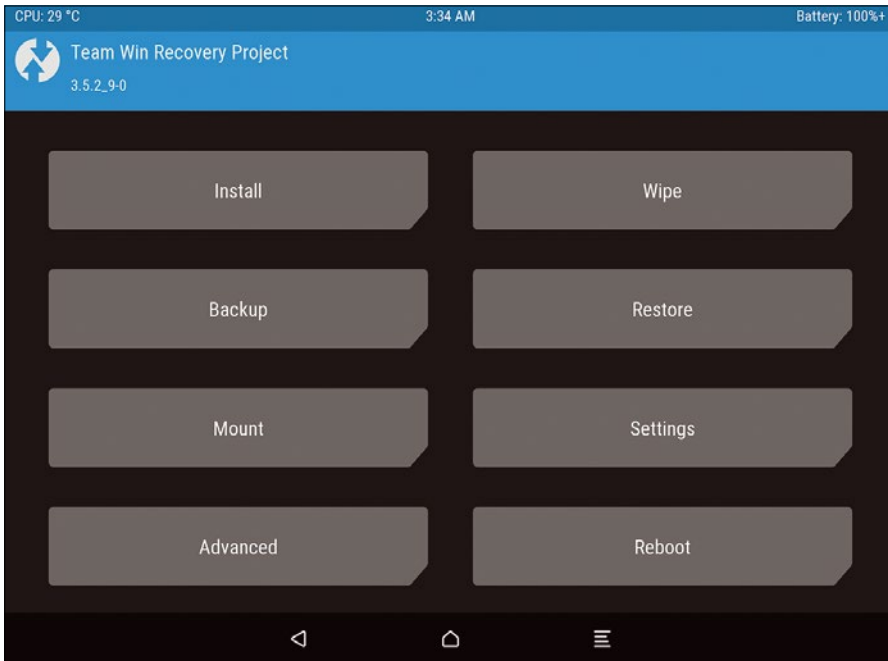 CPU: 29 °C 3:34 AM Battery: 100%+
Team Win Recovery Project
3.5.2_9-0
Install Wipe
Backup Restore
Mount Settings
Advanced Reboot